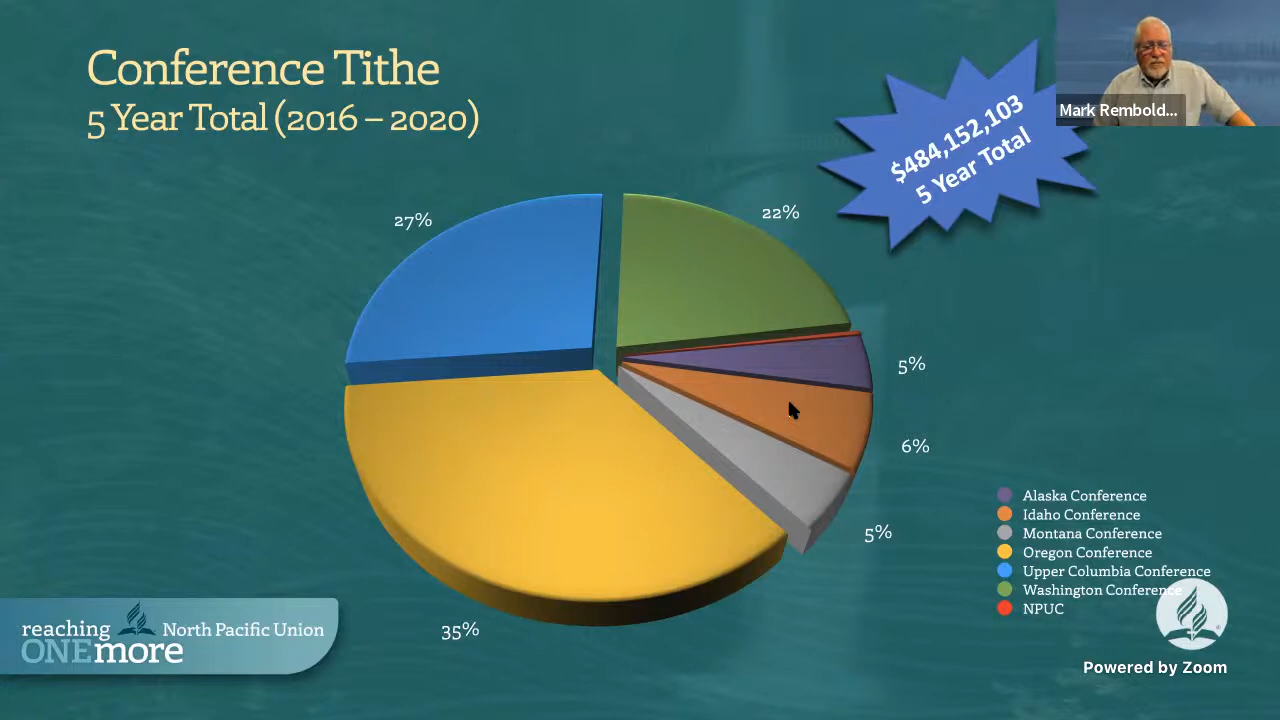 Conference Tithe
5 Year Total (2016 – 2020)
$484,152,103
5 Year Total
Mark Rembold...
27%
22%
5%
6%
5%
35%
Alaska Conference
Idaho Conference
Montana Conference
Oregon Conference
Upper Columbia Conference
Washington Conference
NPUC
reaching
ONEmore
North Pacific Union
Powered by Zoom